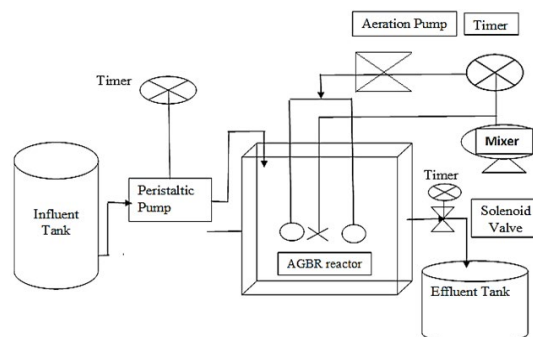 Aeration Pump
Timer
Timer
Mixer
Peristaltic
Pump
Timer
Influent
Tank
Solenoid
Valve
AGBR reactor
Effluent Tank